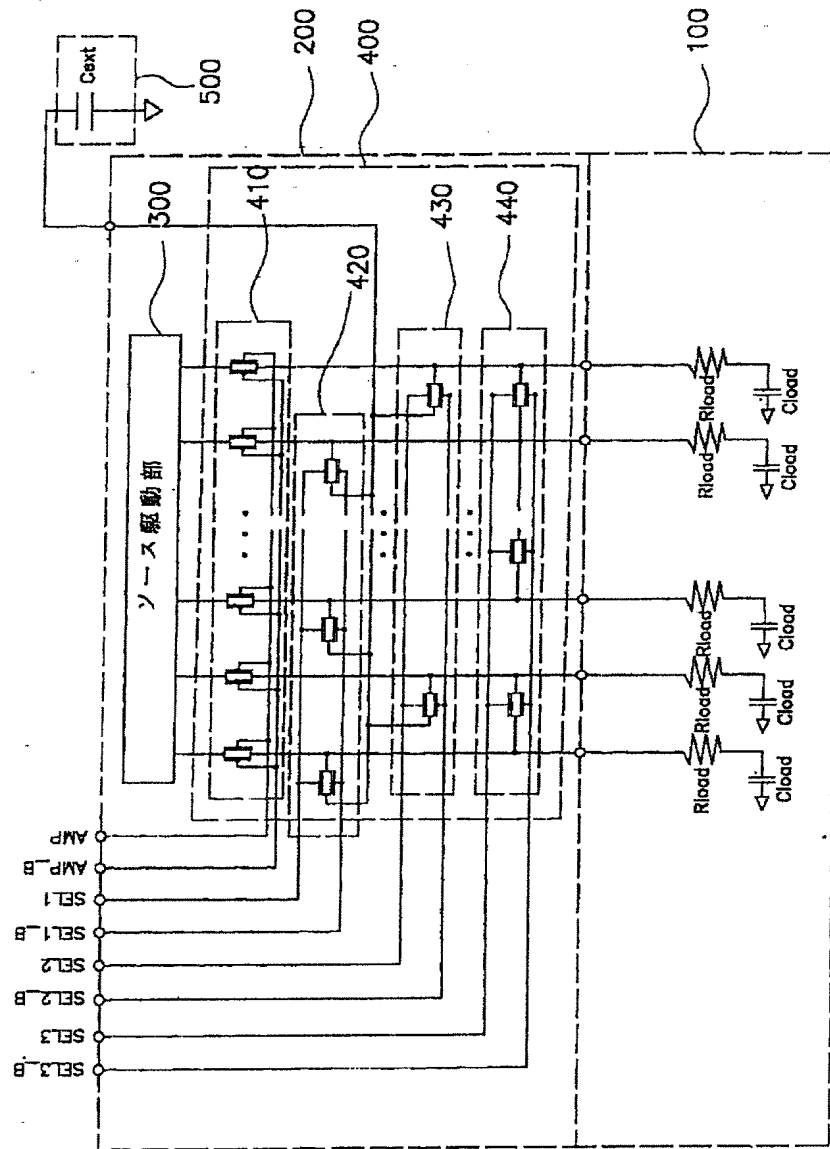 Cext
500
200
400
100
300
410
420
430
440
ソース駆動部
AMP
AMP_B
SEL1
SEL1_B
SEL2
SEL2_B
SEL3
SEL3_B
Rload
Cload
Rload
Cload
Rload
Cload
Rload
Cload
Rload
Cload